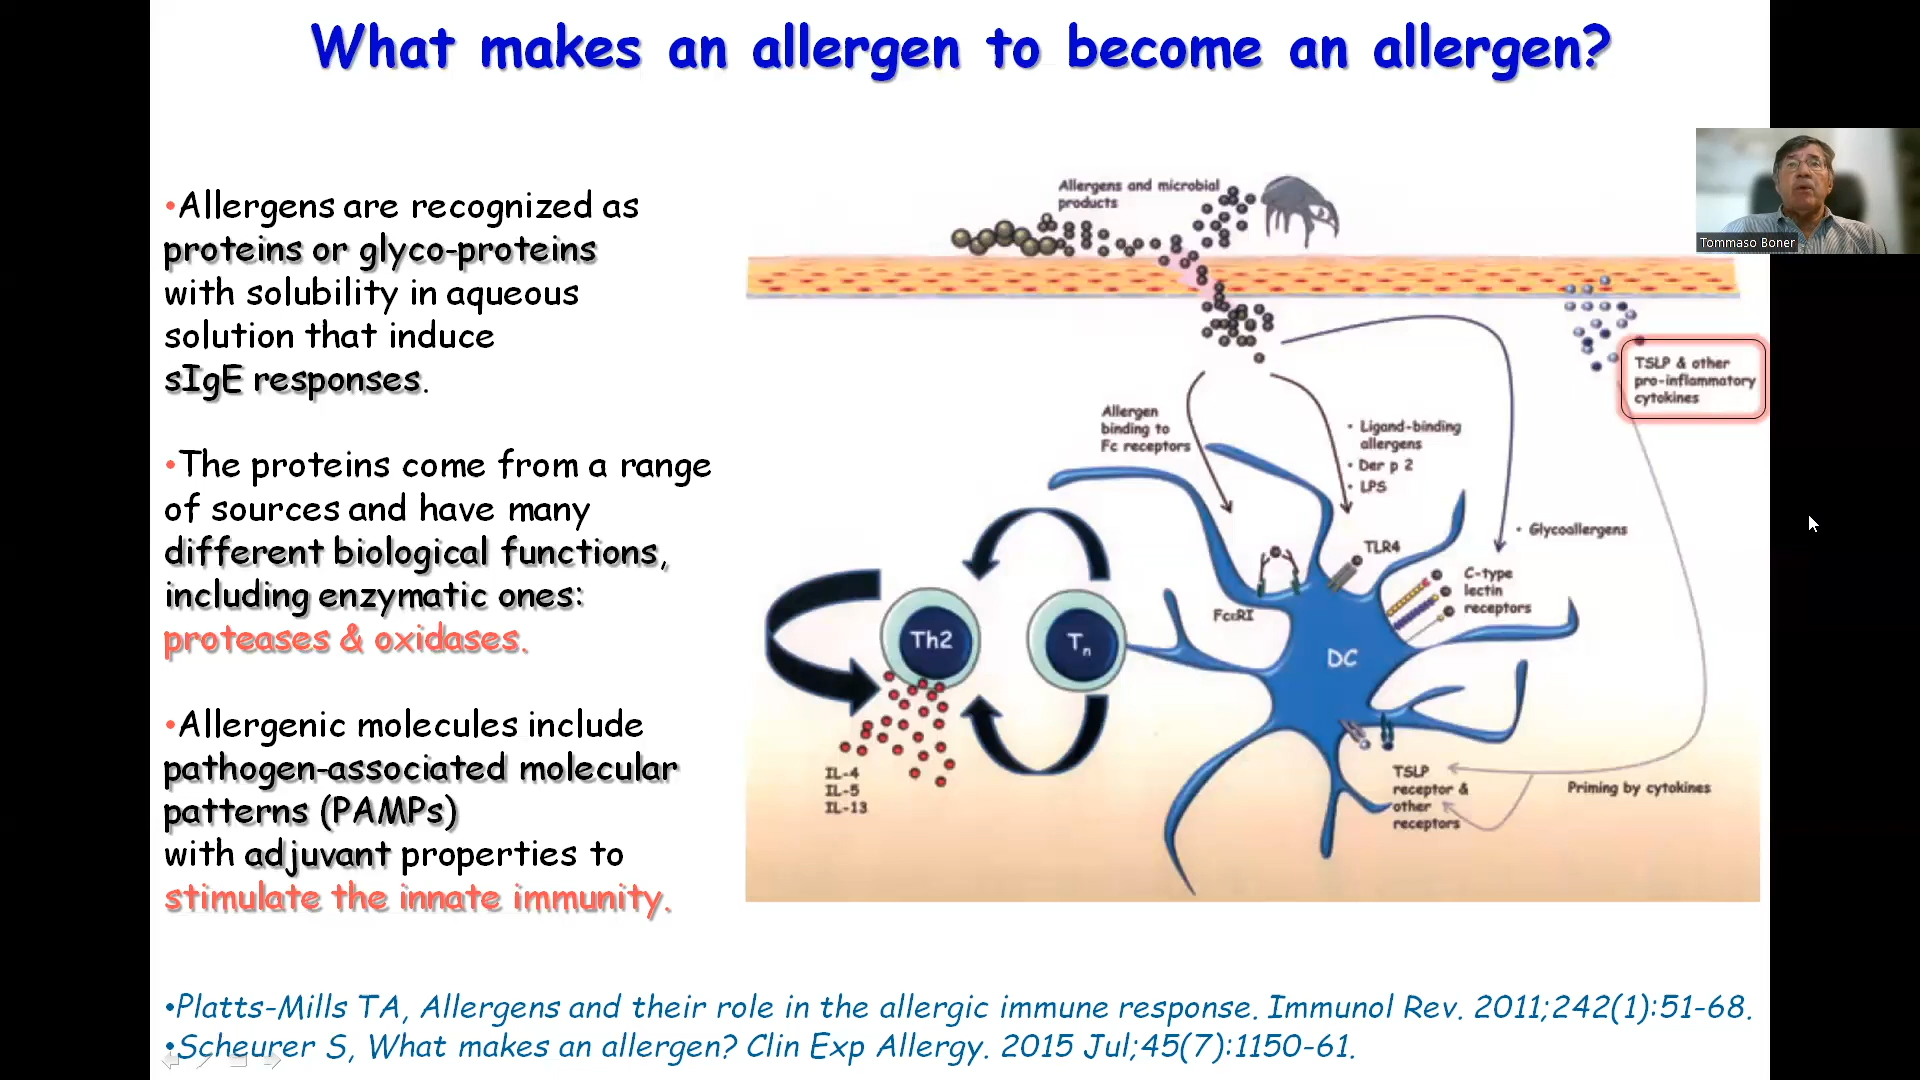 What makes an allergen to become an allergen?
•Allergens are recognized as
proteins or glyco-proteins
with solubility in aqueous
solution that induce
sIgE responses.
•The proteins come from a range
of sources and have many
different biological functions,
including enzymatic ones:
proteases & oxidases.
•Allergenic molecules include
pathogen-associated molecular
patterns (PAMPs)
with adjuvant properties to
stimulate the innate immunity.
Allergens and microbial
products
Tommaso Boner
TSLP & other
pro-inflammatory
cytokines
Allergen
binding to
Fc receptors
• Ligand-binding
allergens
• Der p 2
• LPS
• Glycoallergens
TLR4
C-type
lectin
receptors
FcεRI
Th2
Tn
DC
IL-4
IL-5
IL-13
TSLP
receptor &
other
receptors
Priming by cytokines
•Platts-Mills TA, Allergens and their role in the allergic immune response. Immunol Rev. 2011;242(1):51-68.
•Scheurer S, What makes an allergen? Clin Exp Allergy. 2015 Jul;45(7):1150-61.